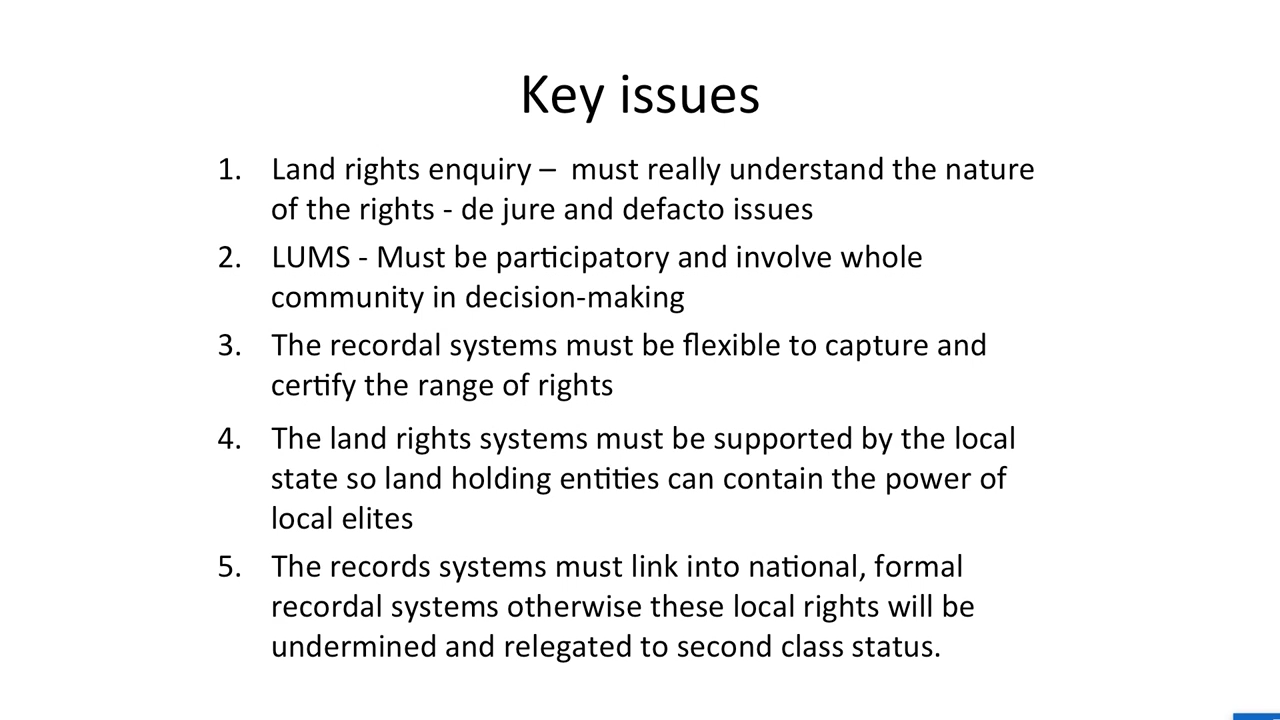 Key issues
1. Land rights enquiry –  must really understand the nature
of the rights - de jure and defacto issues
2. LUMS - Must be participatory and involve whole
community in decision-making
3. The recordal systems must be flexible to capture and
certify the range of rights
4. The land rights systems must be supported by the local
state so land holding entities can contain the power of
local elites
5. The records systems must link into national, formal
recordal systems otherwise these local rights will be
undermined and relegated to second class status.